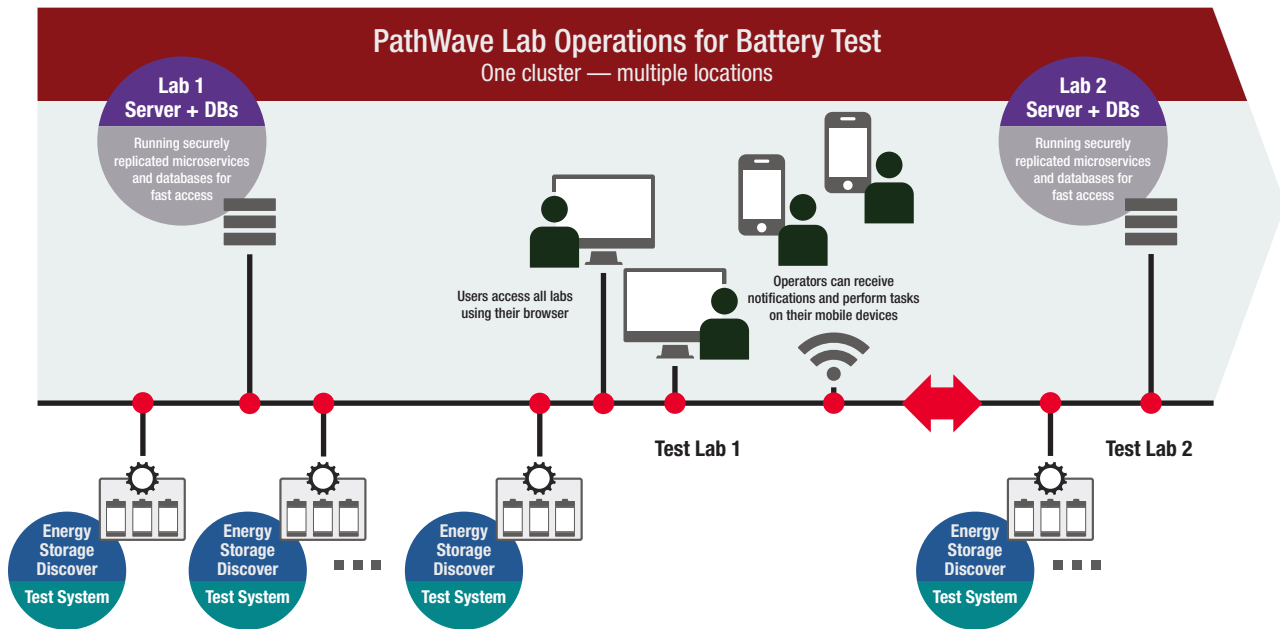 PathWave Lab Operations for Battery Test
One cluster — multiple locations
Lab 1
Server + DBs
Running securely
replicated microservices
and databases for
fast access
Lab 2
Server + DBs
Running securely
replicated microservices
and databases for
fast access
Users access all labs
using their browser
Operators can receive
notifications and perform tasks
on their mobile devices
Test Lab 1
Test Lab 2
Energy
Storage
Discover
Test System
Energy
Storage
Discover
Test System
Energy
Storage
Discover
Test System
Energy
Storage
Discover
Test System